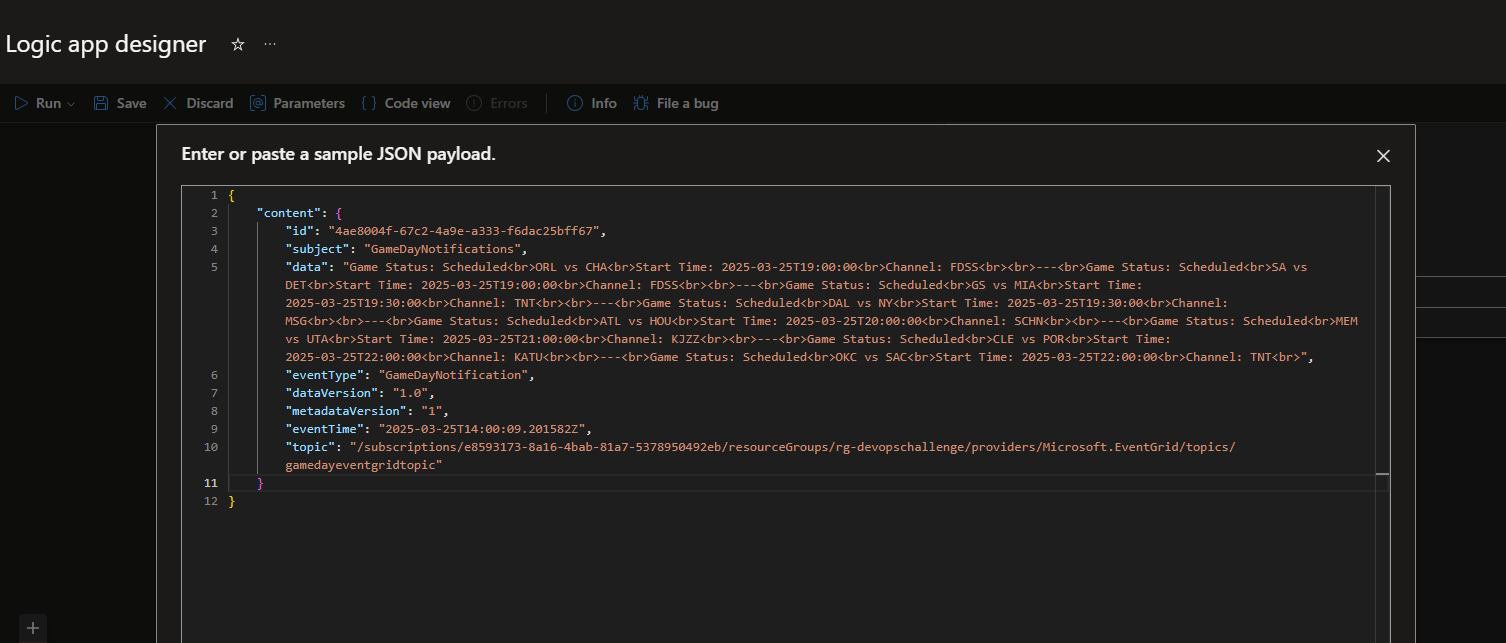 Logic app designer
Run Save Discard Parameters Code view Errors Info File a bug
Enter or paste a sample JSON payload.
1 {
2 "content": {
3 "id": "4ae8004f-67c2-4a9e-a333-f6dac25bff67",
4 "subject": "GameDayNotifications",
5 "data": "Game Status: Scheduled<br>ORL vs CHA<br>Start Time: 2025-03-25T19:00:00<br>Channel: FDSS<br><br>---<br>Game Status: Scheduled<br>SA vs
DET<br>Start Time: 2025-03-25T19:00:00<br>Channel: FDSS<br><br>---<br>Game Status: Scheduled<br>GS vs MIA<br>Start Time:
2025-03-25T19:30:00<br>Channel: TNT<br><br>---<br>Game Status: Scheduled<br>DAL vs NY<br>Start Time: 2025-03-25T19:30:00<br>Channel:
MSG<br><br>---<br>Game Status: Scheduled<br>ATL vs HOU<br>Start Time: 2025-03-25T20:00:00<br>Channel: SCHN<br><br>---<br>Game Status: Scheduled<br>MEM
vs UTA<br>Start Time: 2025-03-25T21:00:00<br>Channel: KJZZ<br><br>---<br>Game Status: Scheduled<br>CLE vs POR<br>Start Time:
2025-03-25T22:00:00<br>Channel: KATU<br><br>---<br>Game Status: Scheduled<br>OKC vs SAC<br>Start Time: 2025-03-25T22:00:00<br>Channel: TNT<br>",
6 "eventType": "GameDayNotification",
7 "dataVersion": "1.0",
8 "metadataVersion": "1",
9 "eventTime": "2025-03-25T14:00:09.201582Z",
10 "topic": "/subscriptions/e8593173-8a16-4bab-81a7-5378950492eb/resourceGroups/rg-devopschallenge/providers/Microsoft.EventGrid/topics/
gamedayeventgridtopic"
11 }
12 }